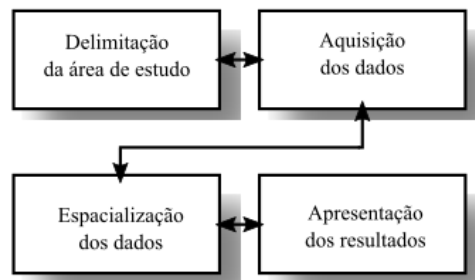 Delimitação
da área de estudo
Aquisição
dos dados
Espacialização
dos dados
Apresentação
dos resultados